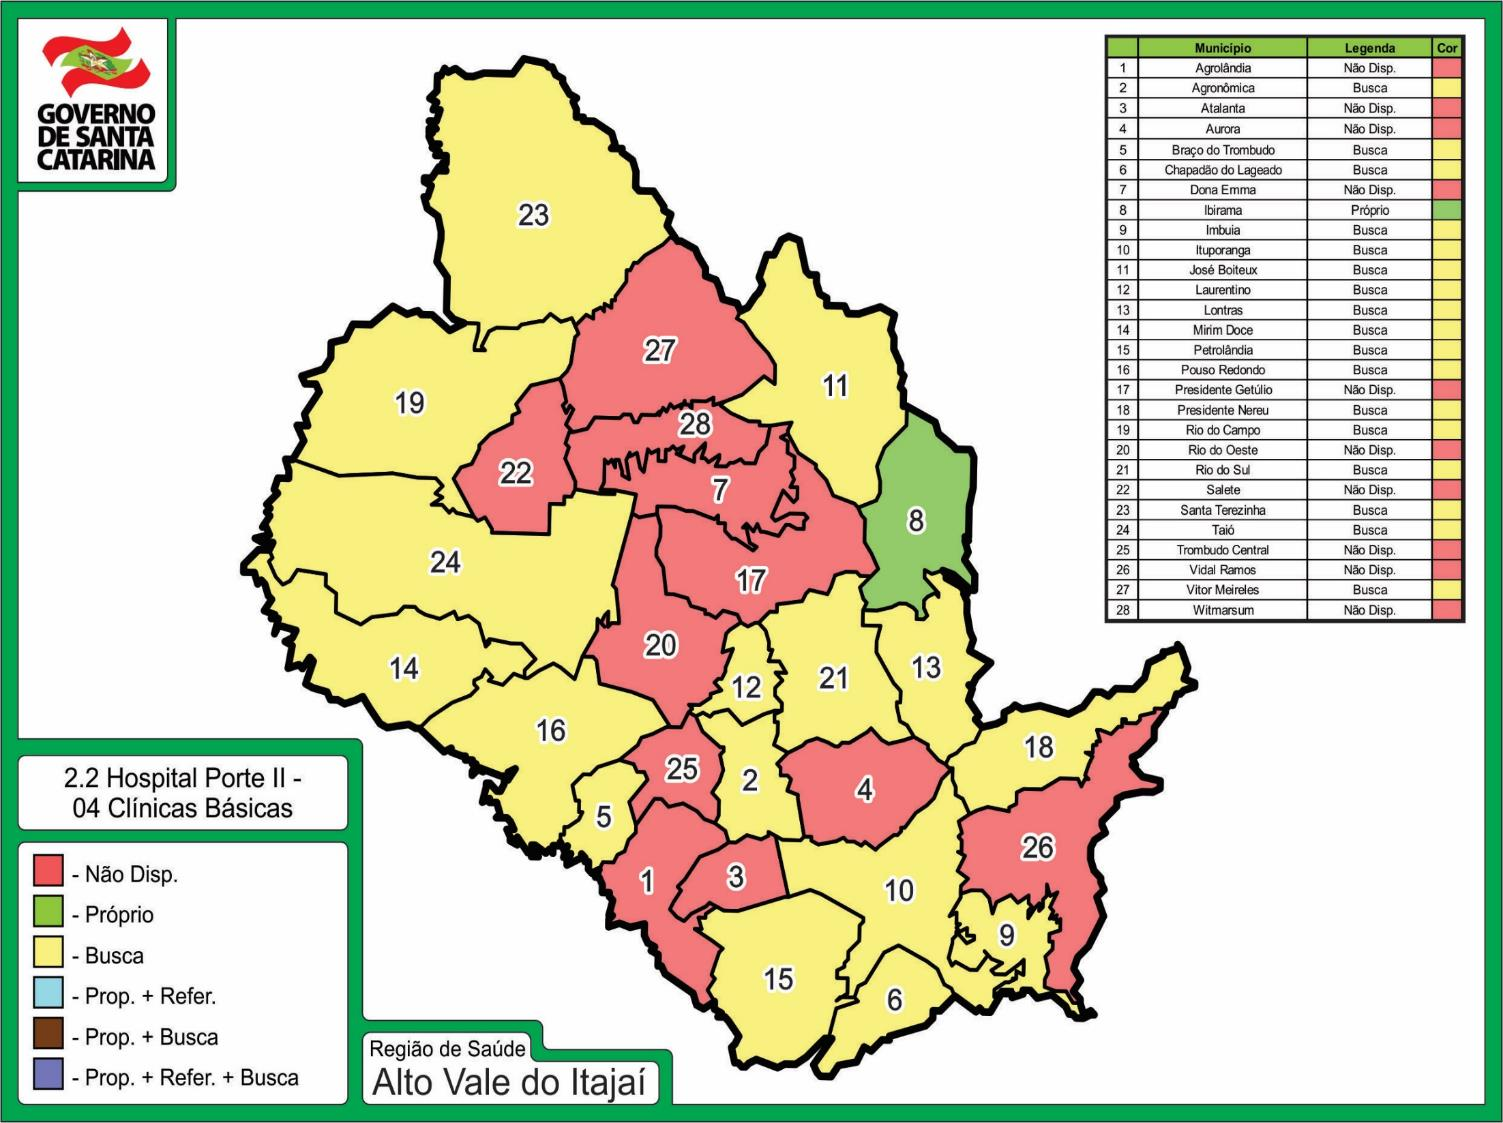 GOVERNO
DE SANTA
CATARINA
Município Legenda Cor
1 Agrolândia Não Disp.
2 Agronômica Busca
3 Atalanta Não Disp.
4 Aurora Não Disp.
5 Braço do Trombudo Busca
6 Chapadão do Lageado Busca
7 Dona Emma Não Disp.
8 Ibirama Próprio
9 Imbuia Busca
10 Ituporanga Busca
11 José Boiteux Busca
12 Laurentino Busca
13 Lontras Busca
14 Mirim Doce Busca
15 Petrolândia Busca
16 Pouso Redondo Busca
17 Presidente Getúlio Não Disp.
18 Presidente Nereu Busca
19 Rio do Campo Busca
20 Rio do Oeste Não Disp.
21 Rio do Sul Busca
22 Salete Não Disp.
23 Santa Terezinha Busca
24 Taió Busca
25 Trombudo Central Não Disp.
26 Vidal Ramos Não Disp.
27 Vitor Meireles Busca
28 Witmarsum Não Disp.
23
27
11
19
28
22
7
8
24
17
20
14
12
21
13
16
18
25
2
4
5
26
1
3
10
9
15
6
2.2 Hospital Porte II -
04 Clínicas Básicas
- Não Disp.
- Próprio
- Busca
- Prop. + Refer.
- Prop. + Busca
- Prop. + Refer. + Busca
Região de Saúde
Alto Vale do Itajaí